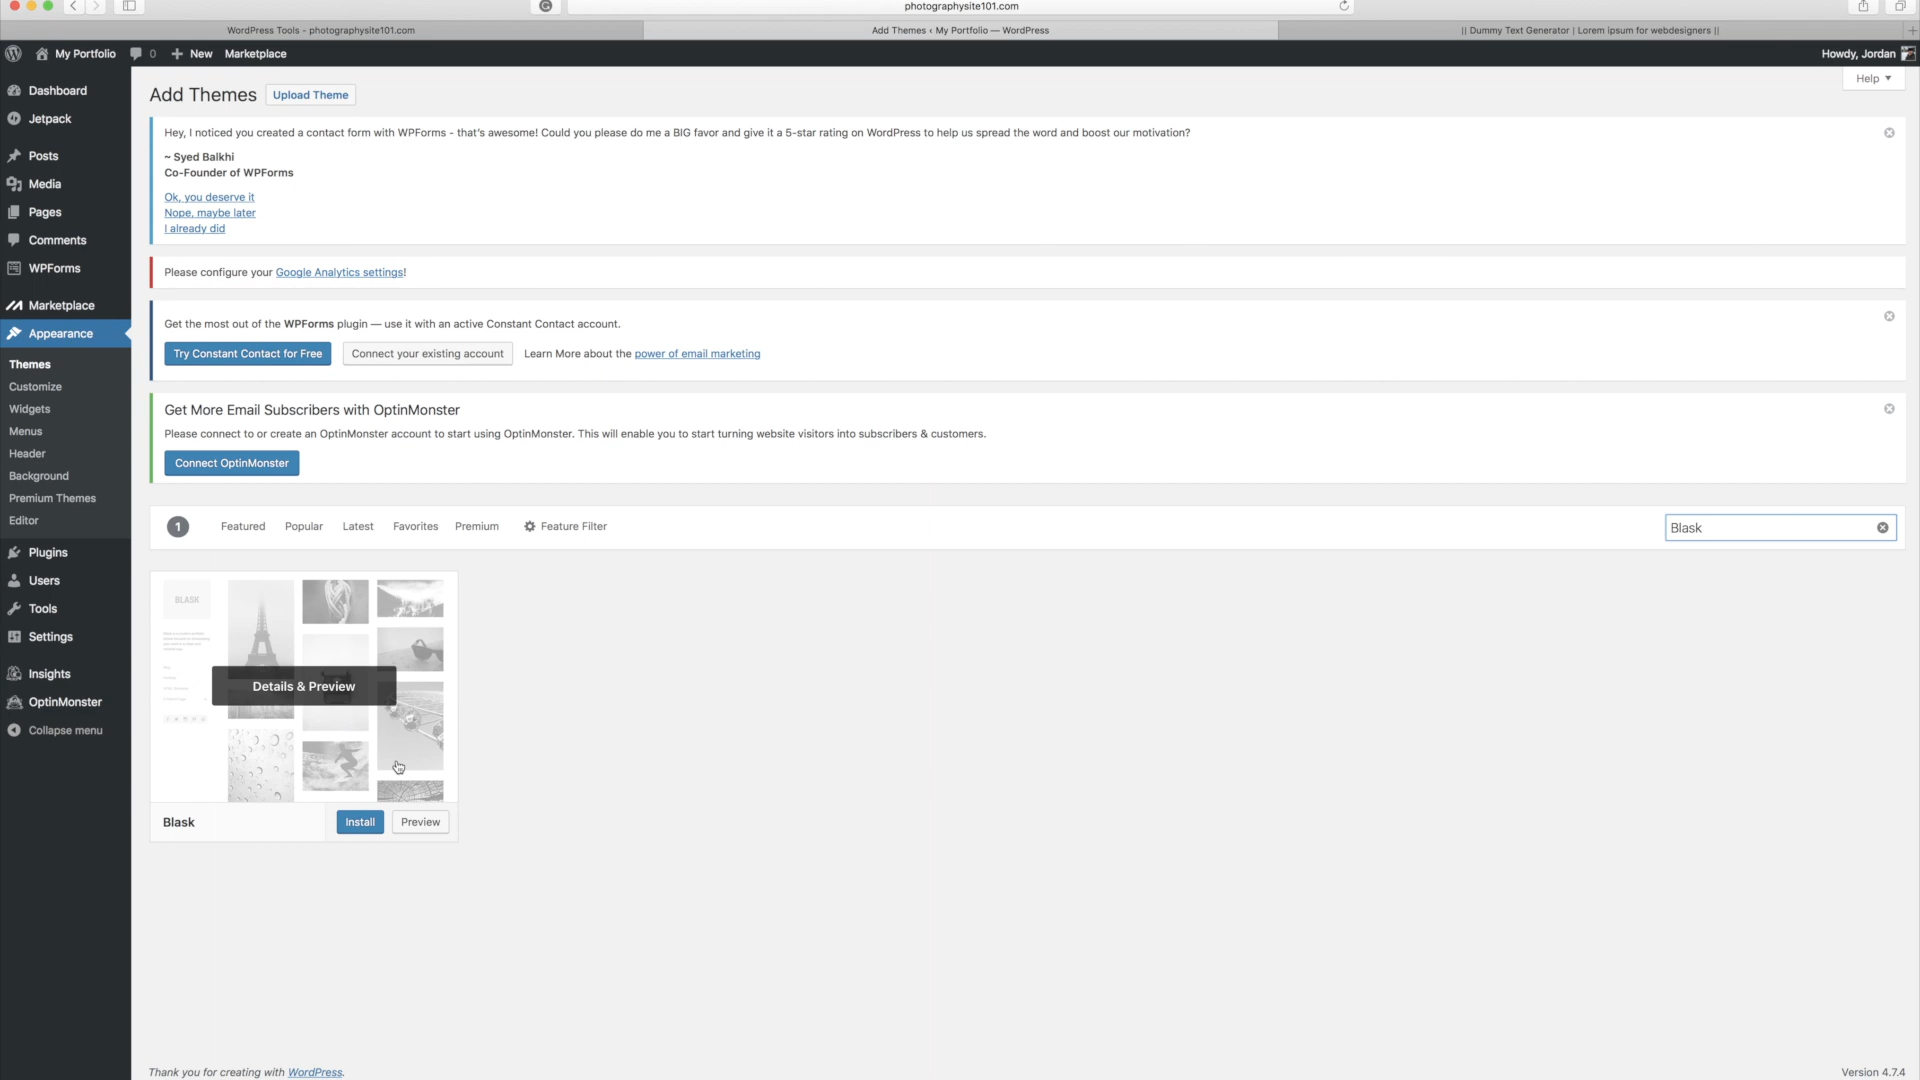 photographysite101.com
WordPress Tools - photographysite101.com
Add Themes ‹ My Portfolio — WordPress
|| Dummy Text Generator | Lorem ipsum for webdesigners ||
My Portfolio
0
New
Marketplace
Howdy, Jordan
Help
Dashboard
Jetpack
Posts
Media
Pages
Comments
WPForms
Marketplace
Appearance
Themes
Customize
Widgets
Menus
Header
Background
Premium Themes
Editor
Plugins
Users
Tools
Settings
Insights
OptinMonster
Collapse menu
Add Themes
Upload Theme
Hey, I noticed you created a contact form with WPForms - that's awesome! Could you please do me a BIG favor and give it a 5-star rating on WordPress to help us spread the word and boost our motivation?
~ Syed Balkhi
Co-Founder of WPForms
Ok, you deserve it
Nope, maybe later
I already did
Please configure your Google Analytics settings!
Get the most out of the WPForms plugin — use it with an active Constant Contact account.
Try Constant Contact for Free
Connect your existing account
Learn More about the power of email marketing
Get More Email Subscribers with OptinMonster
Please connect to or create an OptinMonster account to start using OptinMonster. This will enable you to start turning website visitors into subscribers & customers.
Connect OptinMonster
1
Featured
Popular
Latest
Favorites
Premium
Feature Filter
Blask
BLASK
Details & Preview
Blask
Install
Preview
Thank you for creating with WordPress.
Version 4.7.4